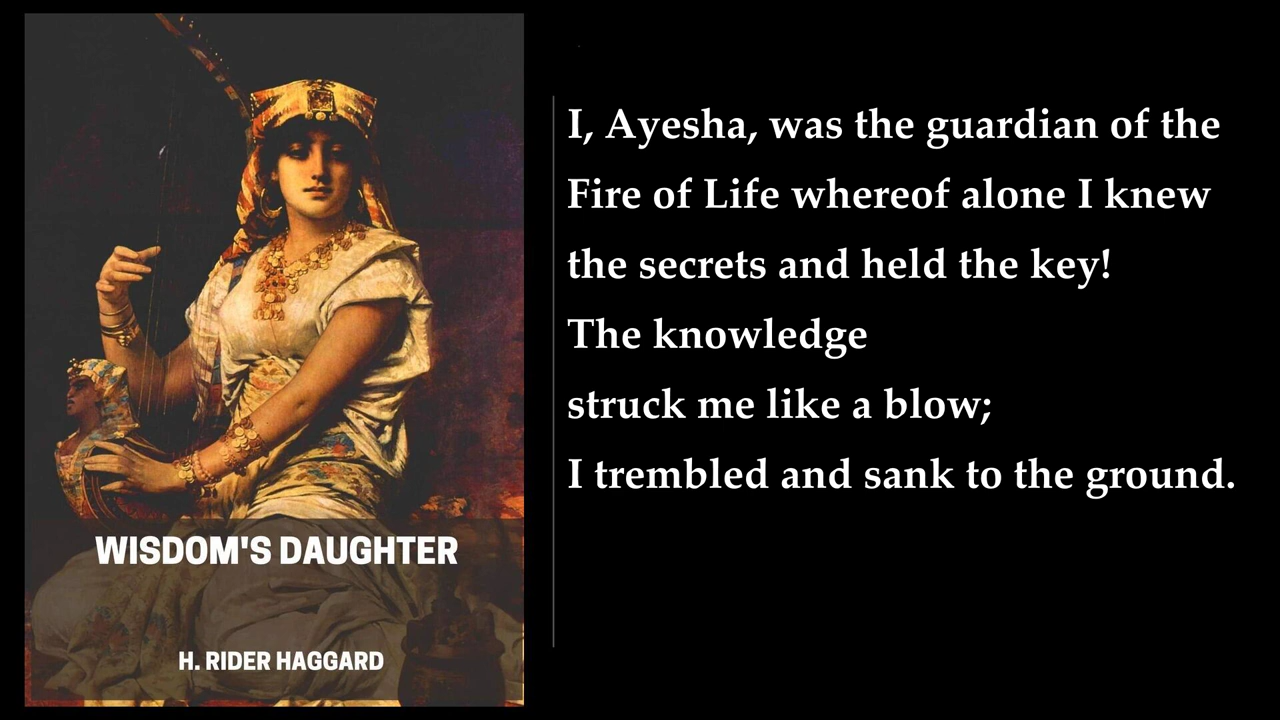 WISDOM'S DAUGHTER
H. RIDER HAGGARD
I, Ayesha, was the guardian of the
Fire of Life whereof alone I knew
the secrets and held the key!
The knowledge
struck me like a blow;
I trembled and sank to the ground.